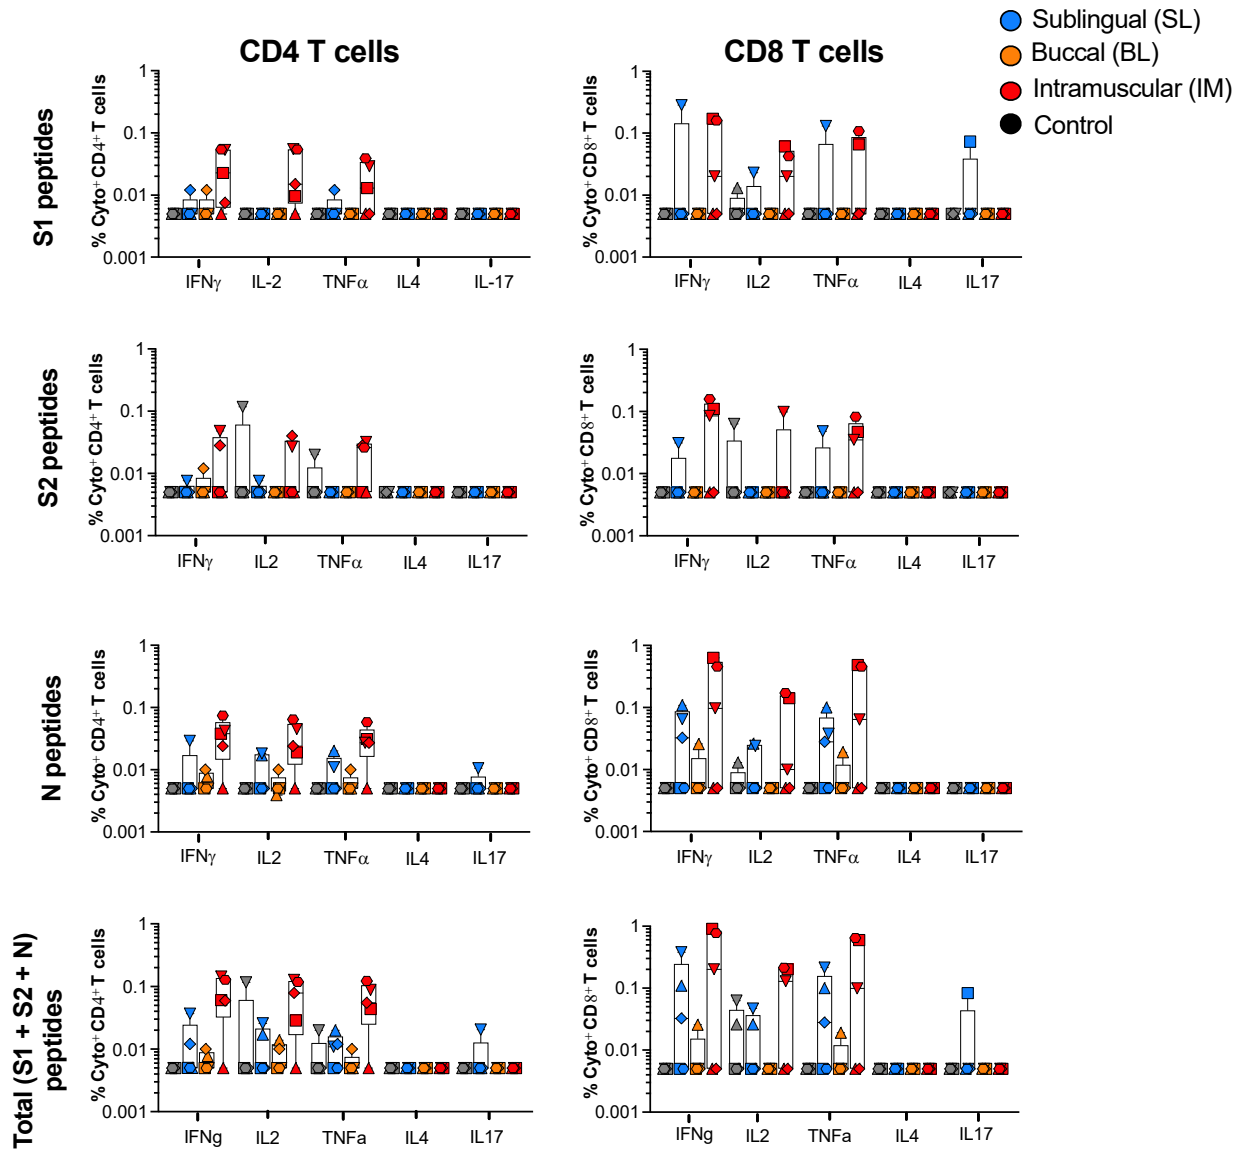 Sublingual (SL)
Buccal (BL)
Intramuscular (IM)
Control
CD4 T cells
CD8 T cells
S1 peptides
% Cyto⁺ CD4⁺ T cells
1
0.1
0.01
0.001
IFNγ IL-2 TNFα IL4 IL-17
% Cyto⁺ CD8⁺ T cells
1
0.1
0.01
0.001
IFNγ IL2 TNFα IL4 IL17
S2 peptides
% Cyto⁺ CD4⁺ T cells
1
0.1
0.01
0.001
IFNγ IL2 TNFα IL4 IL17
% Cyto⁺ CD8⁺ T cells
1
0.1
0.01
0.001
IFNγ IL2 TNFα IL4 IL17
N peptides
% Cyto⁺ CD4⁺ T cells
1
0.1
0.01
0.001
IFNγ IL2 TNFα IL4 IL17
% Cyto⁺ CD8⁺ T cells
1
0.1
0.01
0.001
IFNγ IL2 TNFα IL4 IL17
Total (S1 + S2 + N)
peptides
% Cyto⁺ CD4⁺ T cells
1
0.1
0.01
0.001
IFNg IL2 TNFa IL4 IL17
% Cyto⁺ CD8⁺ T cells
1
0.1
0.01
0.001
IFNg IL2 TNFa IL4 IL17